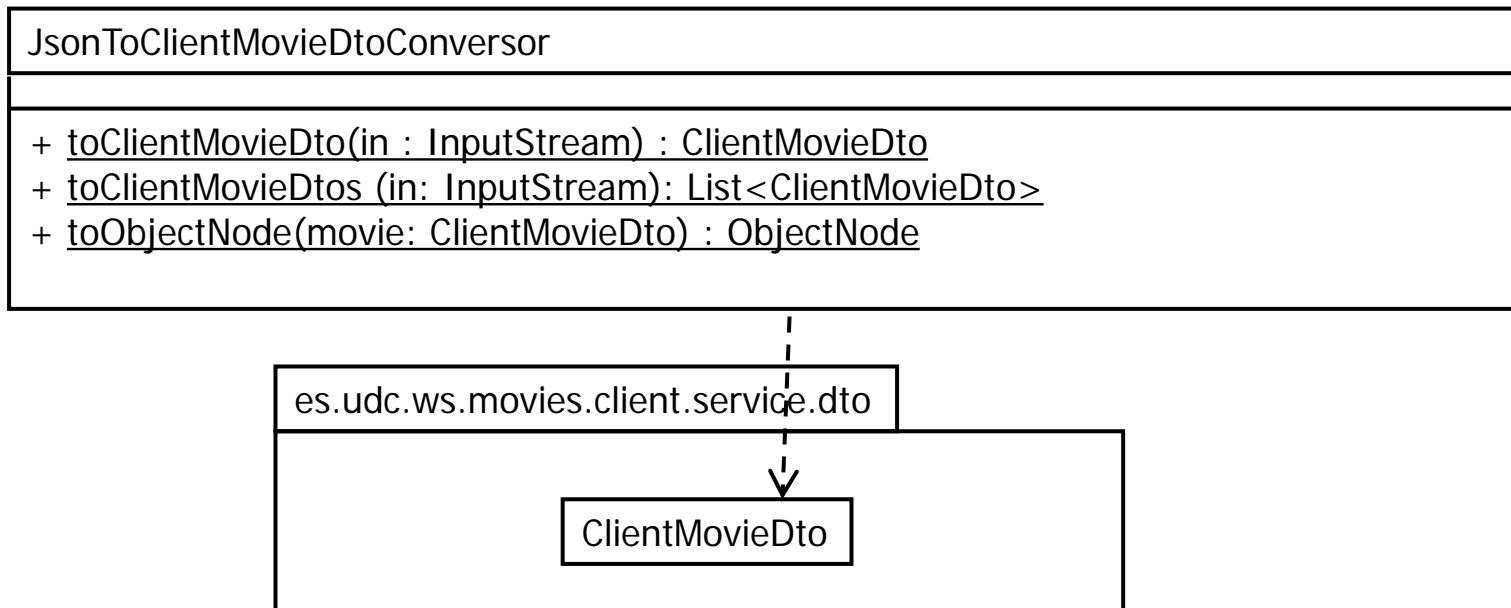 JsonToClientMovieDtoConversor
+ toClientMovieDto(in : InputStream) : ClientMovieDto
+ toClientMovieDtos (in: InputStream): List<ClientMovieDto>
+ toObjectNode(movie: ClientMovieDto) : ObjectNode
es.udc.ws.movies.client.service.dto
ClientMovieDto